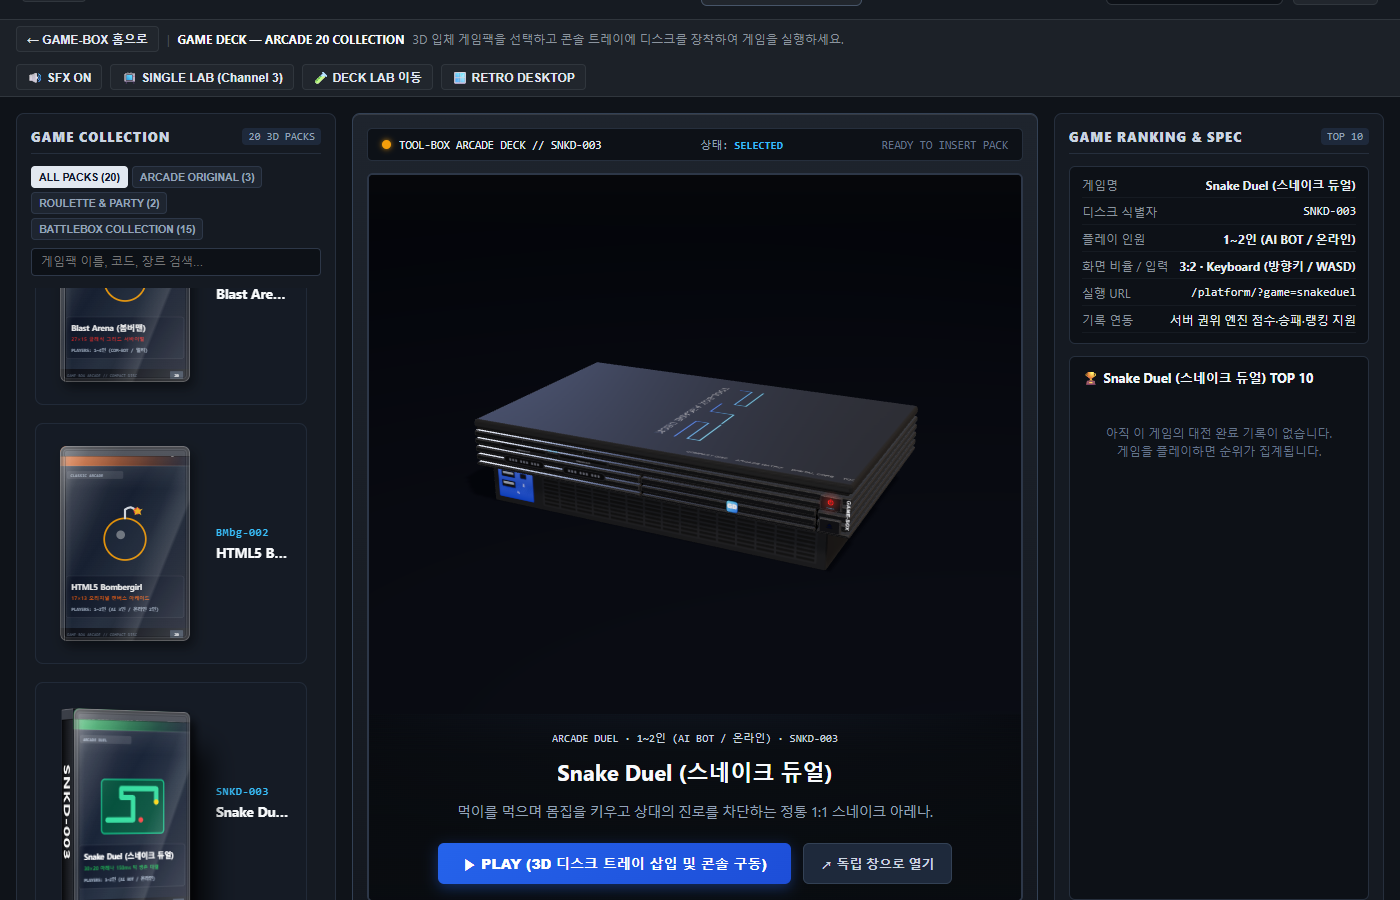 ← GAME-BOX 홈으로 | GAME DECK — ARCADE 20 COLLECTION 3D 입체 게임팩을 선택하고 콘솔 트레이에 디스크를 장착하여 게임을 실행하세요.
SFX ON
SINGLE LAB (Channel 3)
DECK LAB 이동
RETRO DESKTOP
GAME COLLECTION
20 3D PACKS
ALL PACKS (20)
ARCADE ORIGINAL (3)
ROULETTE & PARTY (2)
BATTLEBOX COLLECTION (15)
게임팩 이름, 코드, 장르 검색...
Blast Are...
Blast Arena (봄버맨)
CLASSIC ARCADE
BMbg-002
HTML5 B...
HTML5 Bombergirl
ARCADE DUEL
SNKD-003
SNKD-003
Snake Du...
Snake Duel (스네이크 듀얼)
TOOL-BOX ARCADE DECK // SNKD-003
상태: SELECTED
READY TO INSERT PACK
GAME-BOX
ARCADE DUEL · 1~2인 (AI BOT / 온라인) · SNKD-003
Snake Duel (스네이크 듀얼)
먹이를 먹으며 몸집을 키우고 상대의 진로를 차단하는 정통 1:1 스네이크 아레나.
▶ PLAY (3D 디스크 트레이 삽입 및 콘솔 구동)
↗ 독립 창으로 열기
GAME RANKING & SPEC
TOP 10
게임명 Snake Duel (스네이크 듀얼)
디스크 식별자 SNKD-003
플레이 인원 1~2인 (AI BOT / 온라인)
화면 비율 / 입력 3:2 · Keyboard (방향키 / WASD)
실행 URL /platform/?game=snakeduel
기록 연동 서버 권위 엔진 점수·승패·랭킹 지원
🏆 Snake Duel (스네이크 듀얼) TOP 10
아직 이 게임의 대전 완료 기록이 없습니다.
게임을 플레이하면 순위가 집계됩니다.